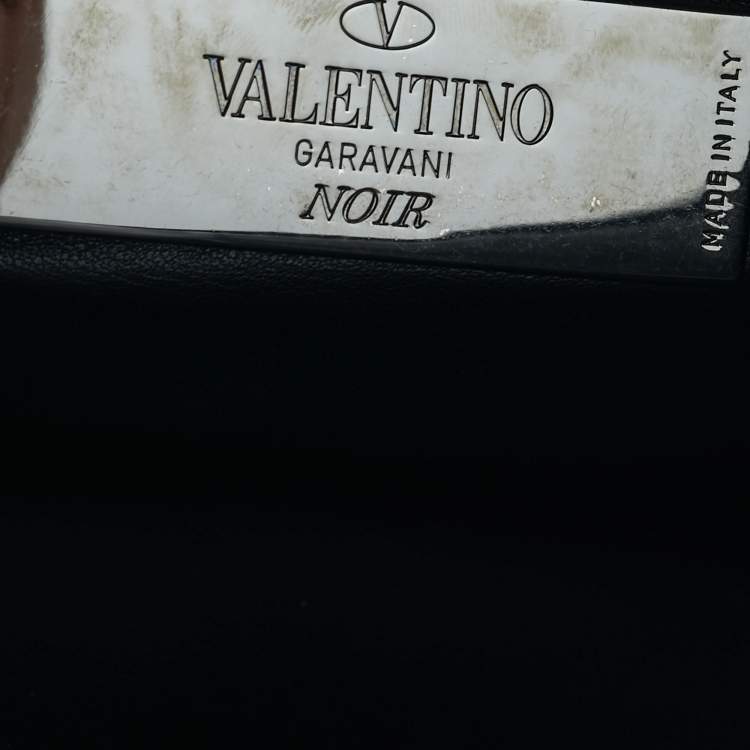 V
VALENTINO
GARAVANI
NOIR
MADE IN ITALY